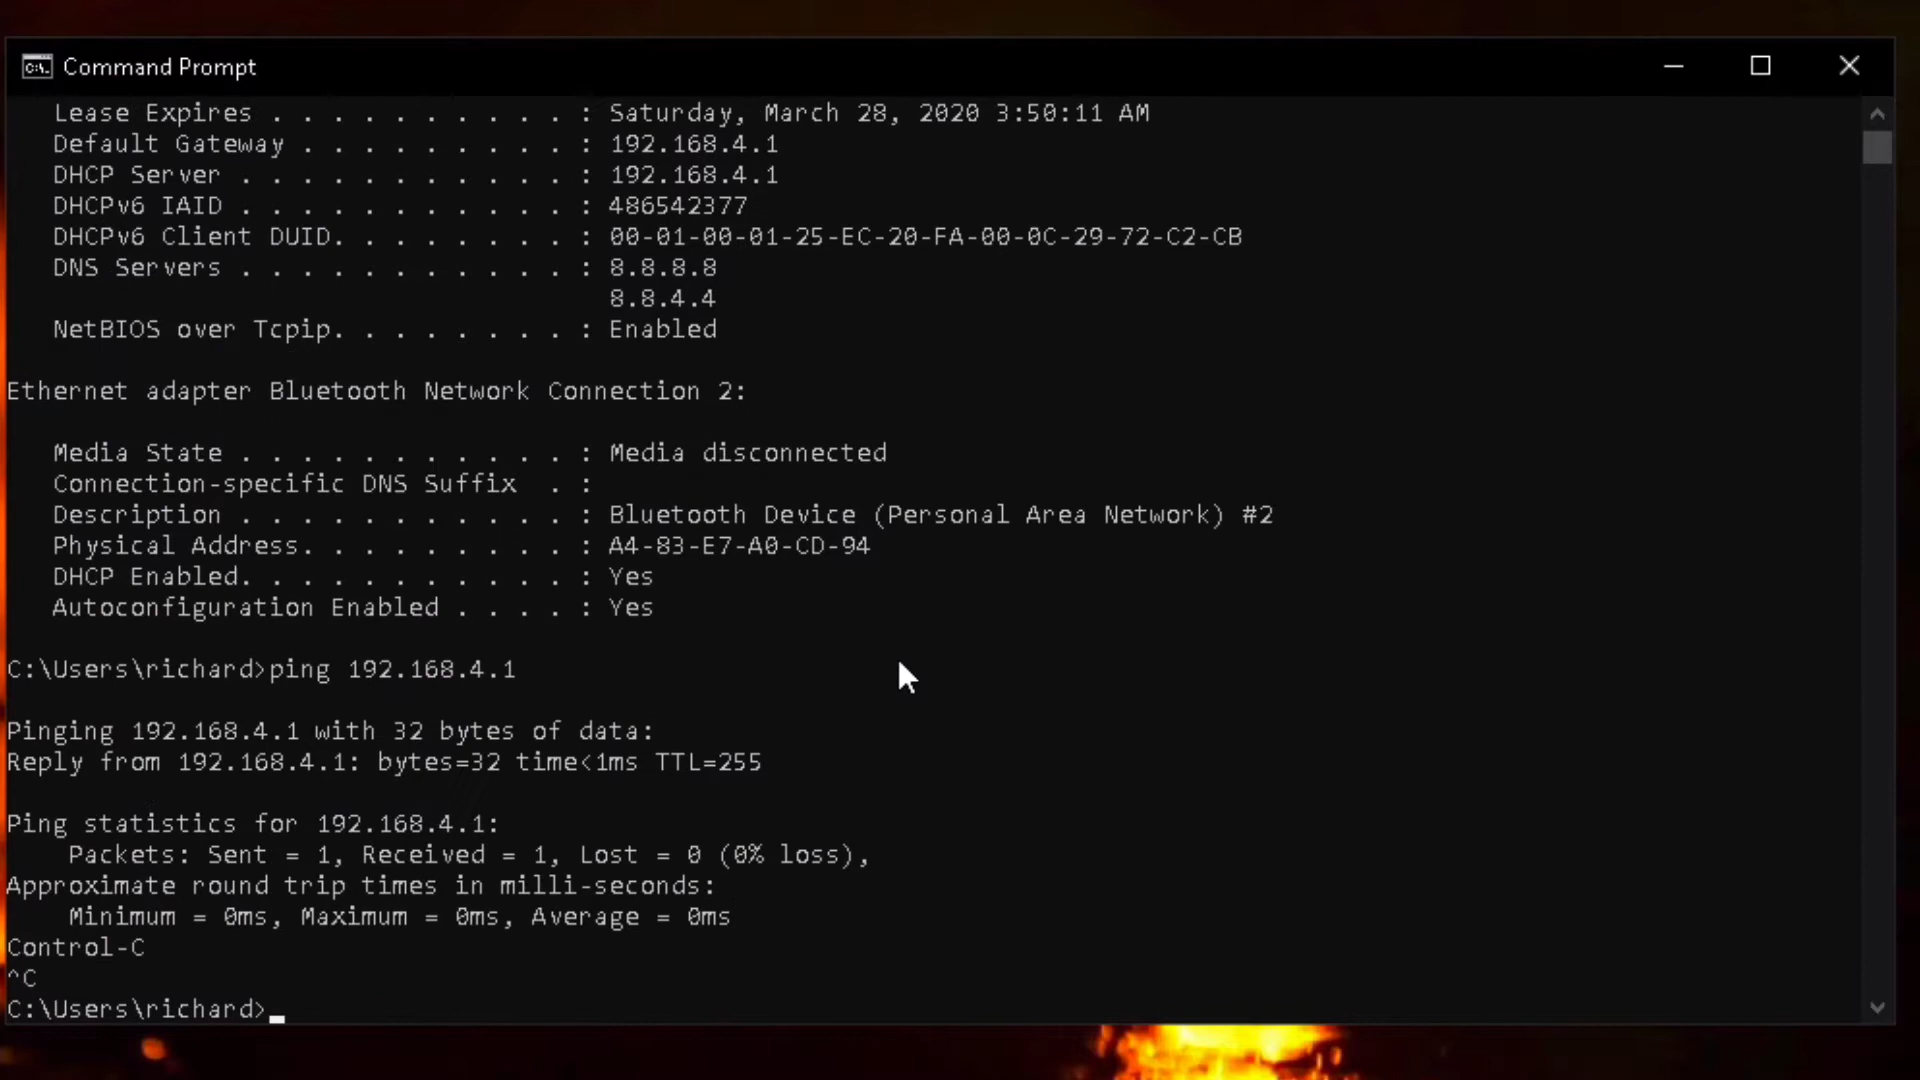 Command Prompt
Lease Expires . . . . . . . . . . : Saturday, March 28, 2020 3:50:11 AM
Default Gateway . . . . . . . . . : 192.168.4.1
DHCP Server . . . . . . . . . . . : 192.168.4.1
DHCPv6 IAID . . . . . . . . . . . : 486542377
DHCPv6 Client DUID. . . . . . . . : 00-01-00-01-25-EC-20-FA-00-0C-29-72-C2-CB
DNS Servers . . . . . . . . . . . : 8.8.8.8
8.8.4.4
NetBIOS over Tcpip. . . . . . . . : Enabled
Ethernet adapter Bluetooth Network Connection 2:
Media State . . . . . . . . . . . : Media disconnected
Connection-specific DNS Suffix . :
Description . . . . . . . . . . . : Bluetooth Device (Personal Area Network) #2
Physical Address. . . . . . . . . : A4-83-E7-A0-CD-94
DHCP Enabled. . . . . . . . . . . : Yes
Autoconfiguration Enabled . . . . : Yes
C:\Users\richard>ping 192.168.4.1
Pinging 192.168.4.1 with 32 bytes of data:
Reply from 192.168.4.1: bytes=32 time<1ms TTL=255
Ping statistics for 192.168.4.1:
Packets: Sent = 1, Received = 1, Lost = 0 (0% loss),
Approximate round trip times in milli-seconds:
Minimum = 0ms, Maximum = 0ms, Average = 0ms
Control-C
^C
C:\Users\richard>